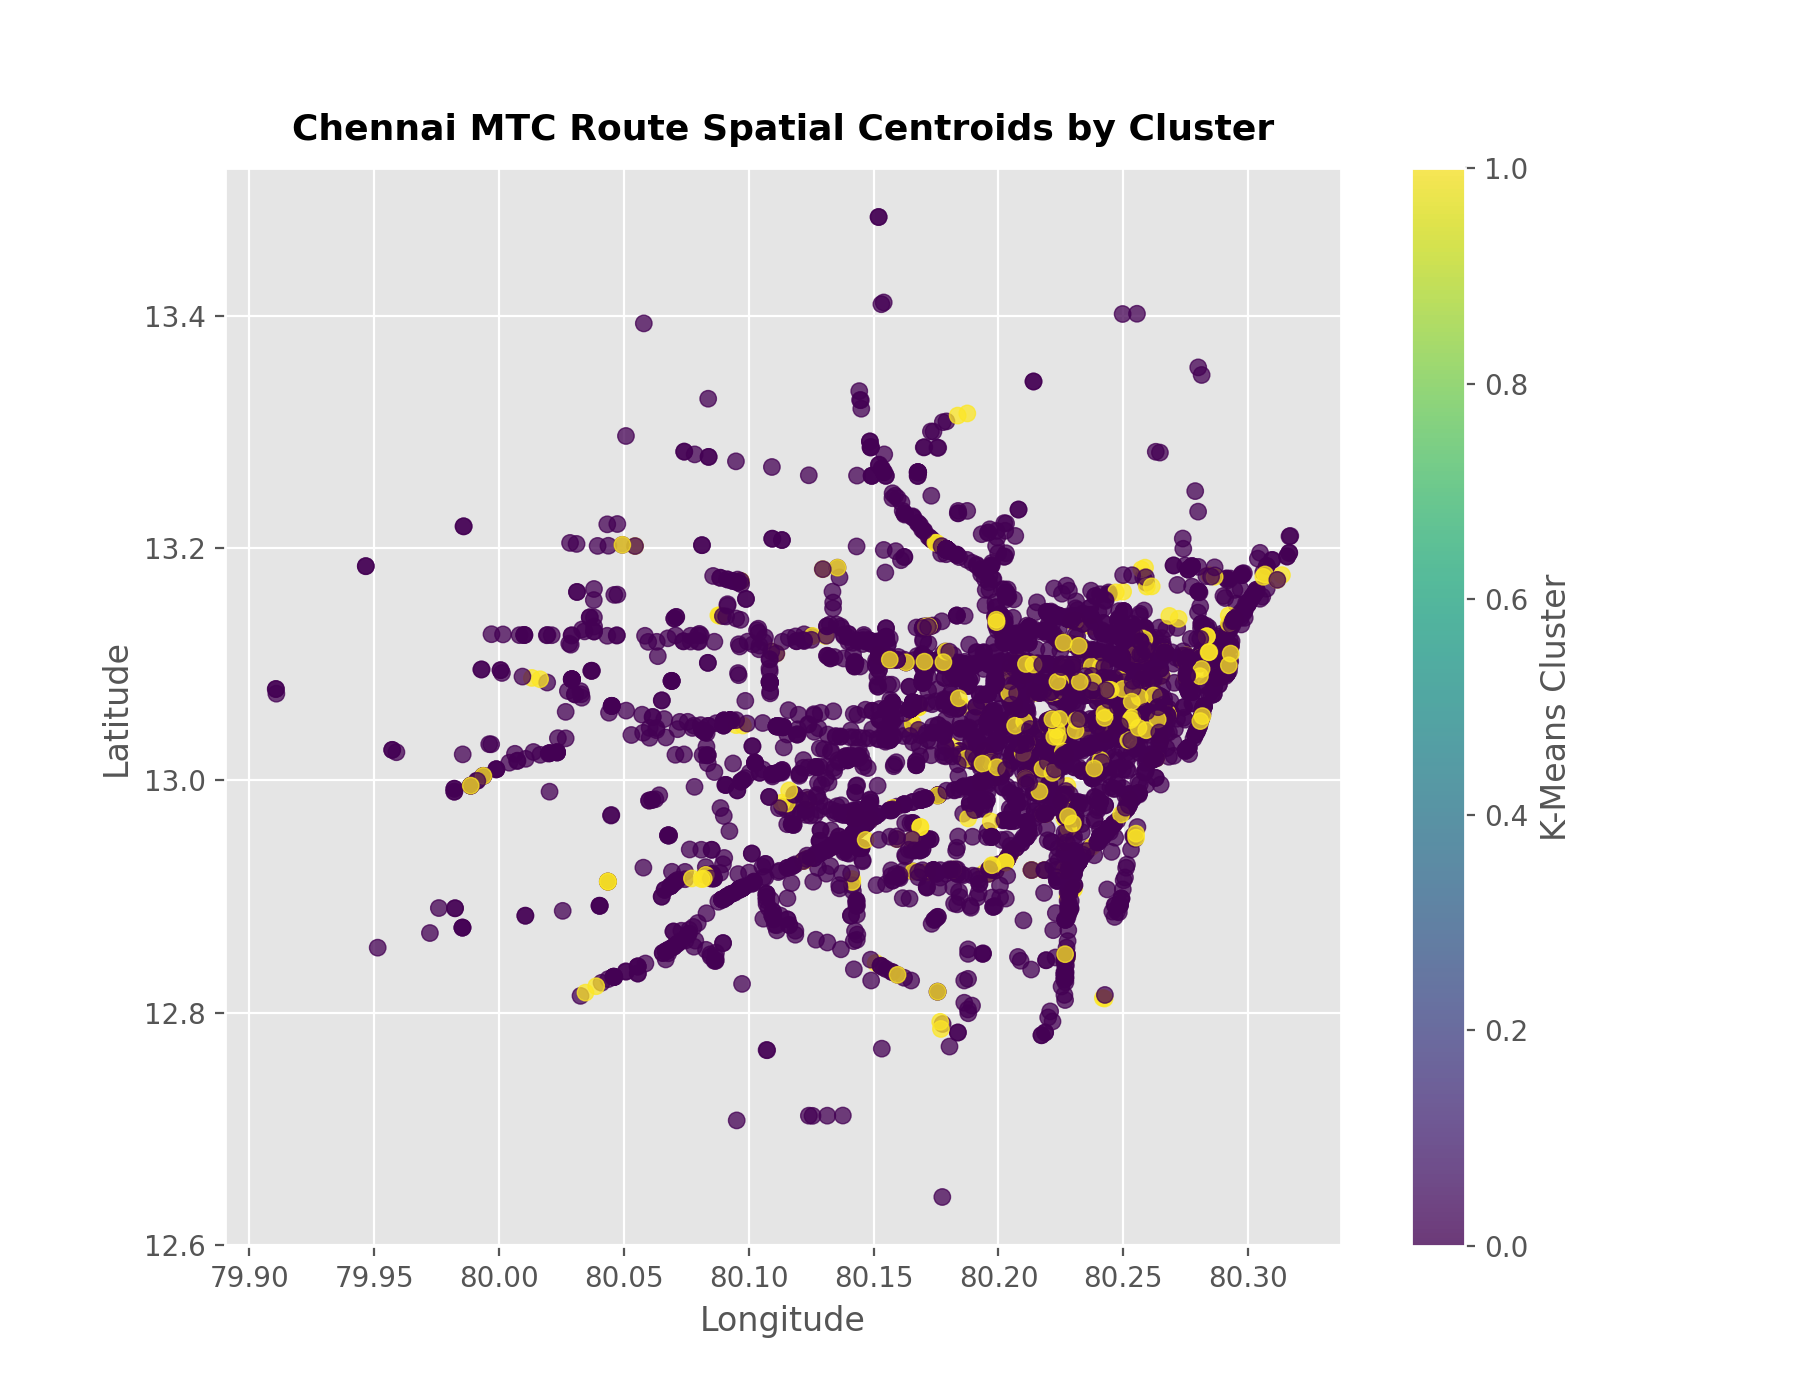 Chennai MTC Route Spatial Centroids by Cluster
1.0
0.8
0.6
0.4
0.2
0.0
K-Means Cluster
13.4
13.2
13.0
12.8
12.6
Latitude
79.90 79.95 80.00 80.05 80.10 80.15 80.20 80.25 80.30
Longitude